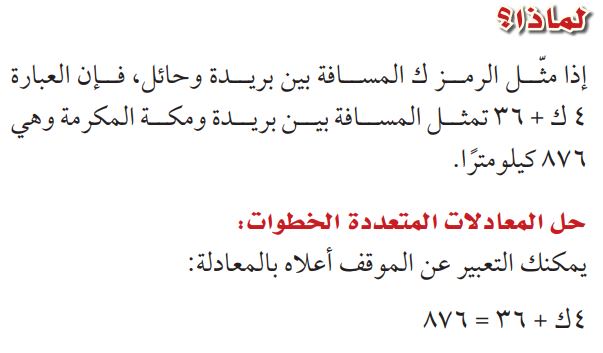 لماذا؟
إذا مثّل الرمز ك المسافة بين بريدة وحائل، فإن العبارة
٤ ك + ٣٦ تمثل المسافة بين بريدة ومكة المكرمة وهي
٨٧٦ كيلومترًا.
حل المعادلات المتعددة الخطوات:
يمكنك التعبير عن الموقف أعلاه بالمعادلة:
٤ك + ٣٦ = ٨٧٦